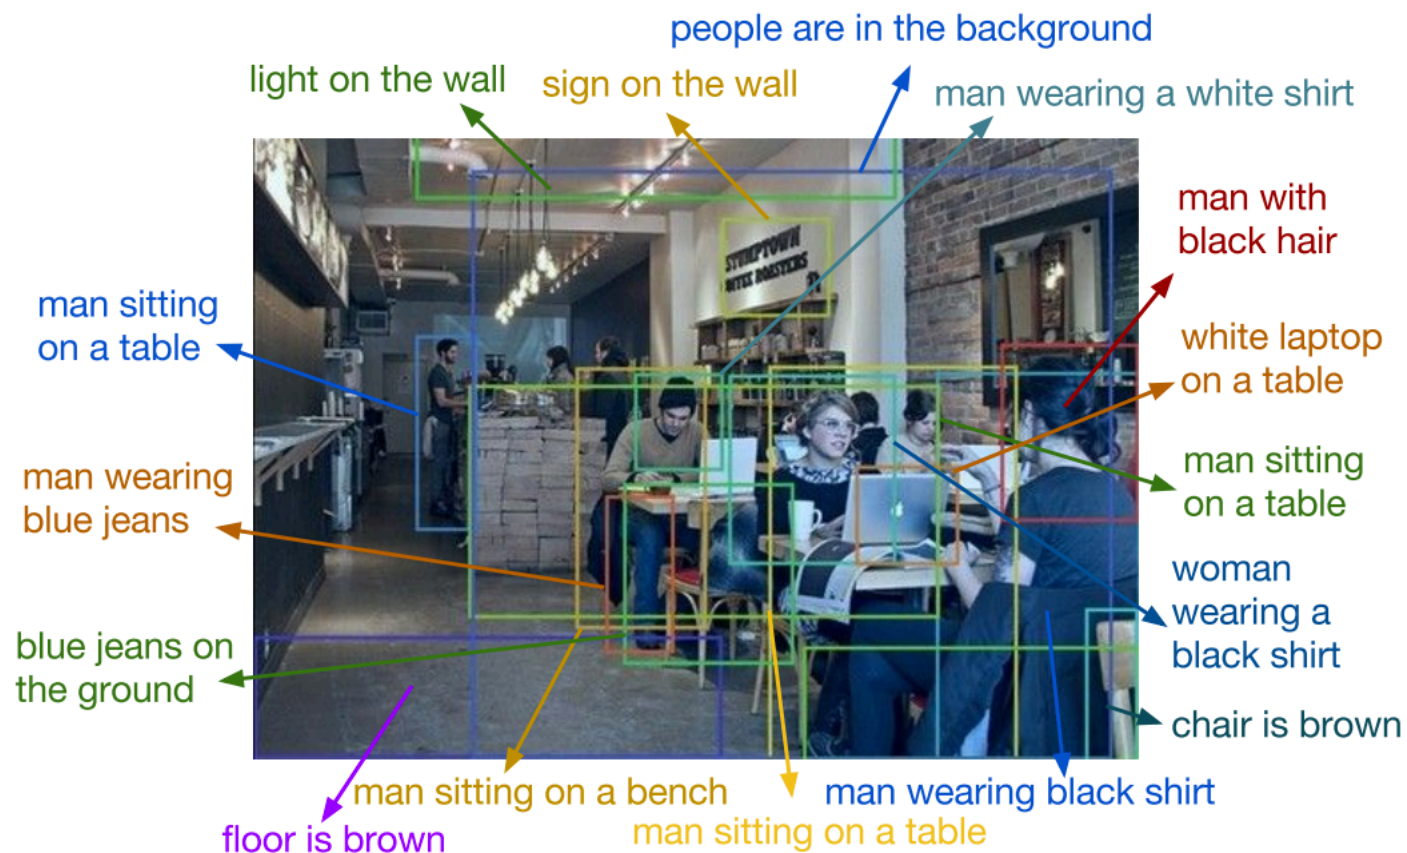 people are in the background
light on the wall
sign on the wall
man wearing a white shirt
man with
black hair
STUMPTOWN
COFFEE ROASTERS
man sitting
on a table
white laptop
on a table
man wearing
blue jeans
man sitting
on a table
woman
wearing a
black shirt
blue jeans on
the ground
chair is brown
man sitting on a bench
man wearing black shirt
man sitting on a table
floor is brown